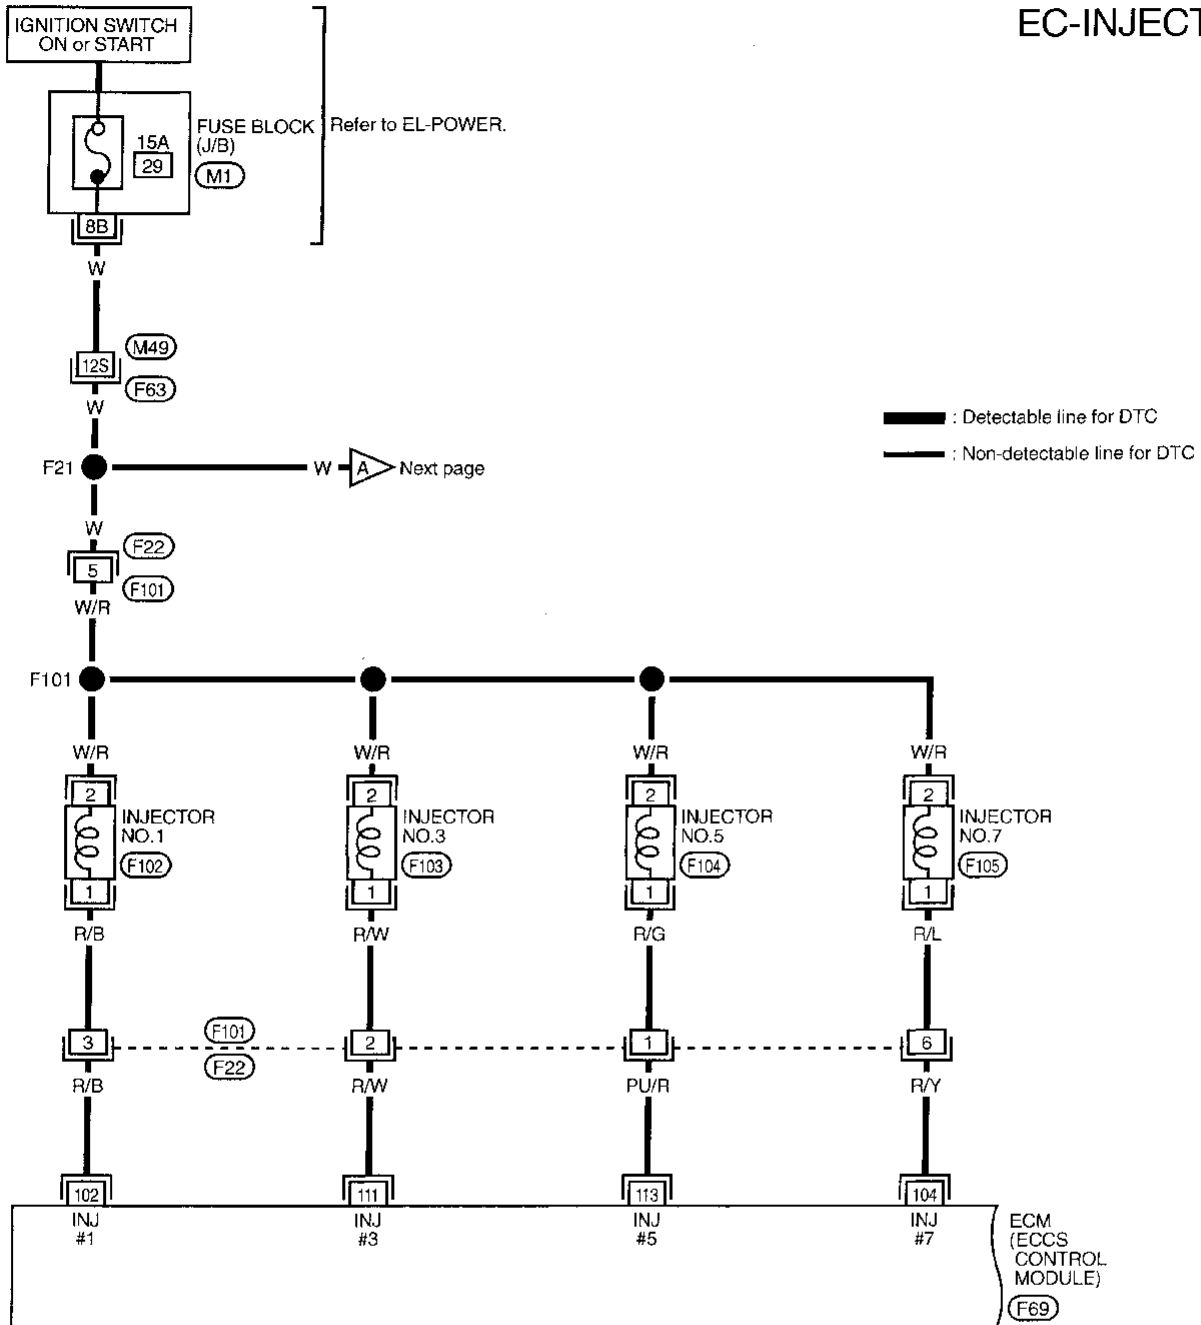 EC-INJECT
IGNITION SWITCH
ON or START
15A
29
FUSE BLOCK
(J/B)
M1
Refer to EL-POWER.
8B
W
12S
M49
F63
W
F21
W
A
Next page
: Detectable line for DTC
: Non-detectable line for DTC
W
5
F22
F101
W/R
F101
W/R W/R W/R W/R
2 2 2 2
INJECTOR
NO.1
F102
INJECTOR
NO.3
F103
INJECTOR
NO.5
F104
INJECTOR
NO.7
F105
1 1 1 1
R/B R/W R/G R/L
3 F101 2 1 6
F22
R/B R/W PU/R R/Y
102 111 113 104
INJ
#1
INJ
#3
INJ
#5
INJ
#7
ECM
(ECCS
CONTROL
MODULE)
F69